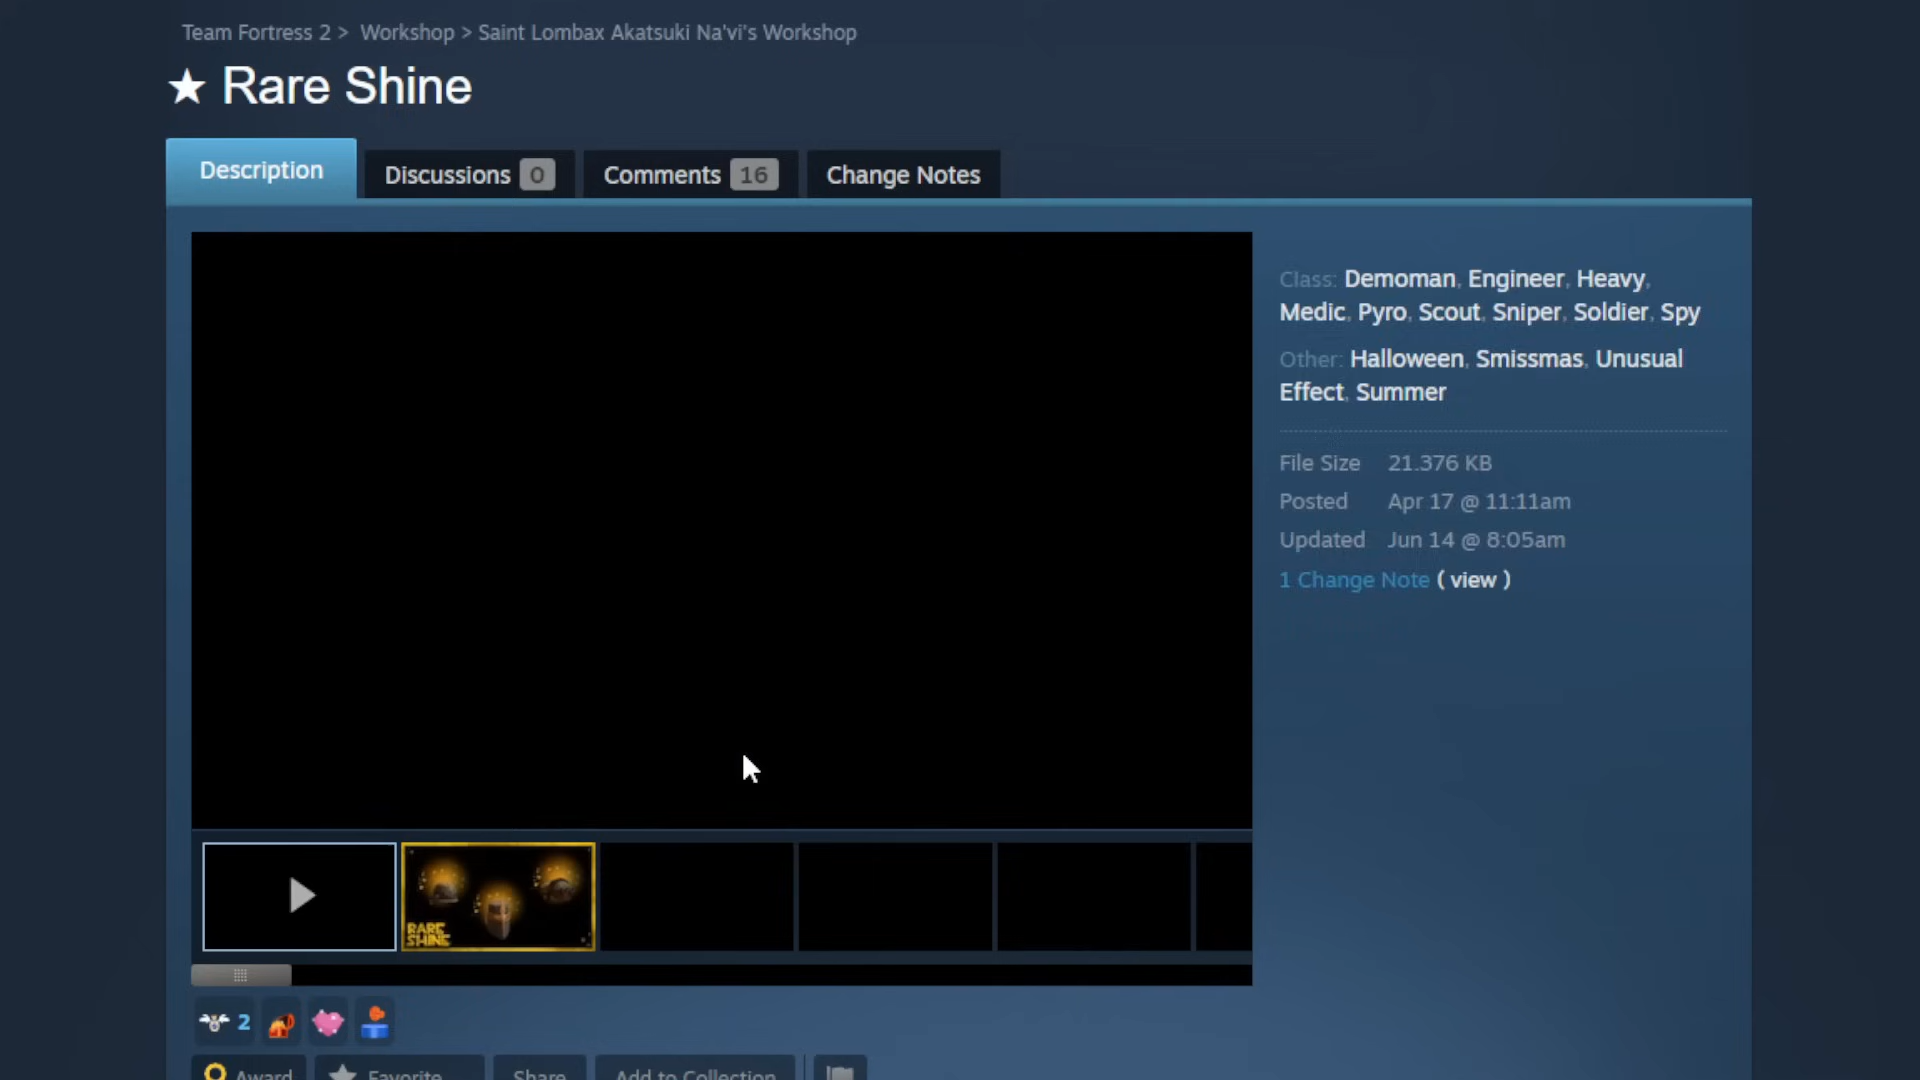 Team Fortress 2 > Workshop > Saint Lombax Akatsuki Na'vi's Workshop
★ Rare Shine
Description
Discussions 0
Comments 16
Change Notes
Class: Demoman, Engineer, Heavy,
Medic, Pyro, Scout, Sniper, Soldier, Spy
Other: Halloween, Smissmas, Unusual
Effect, Summer
File Size 21.376 KB
Posted Apr 17 @ 11:11am
Updated Jun 14 @ 8:05am
1 Change Note ( view )
RARE
SHINE
2
Award
Favorite
Share
Add to Collection